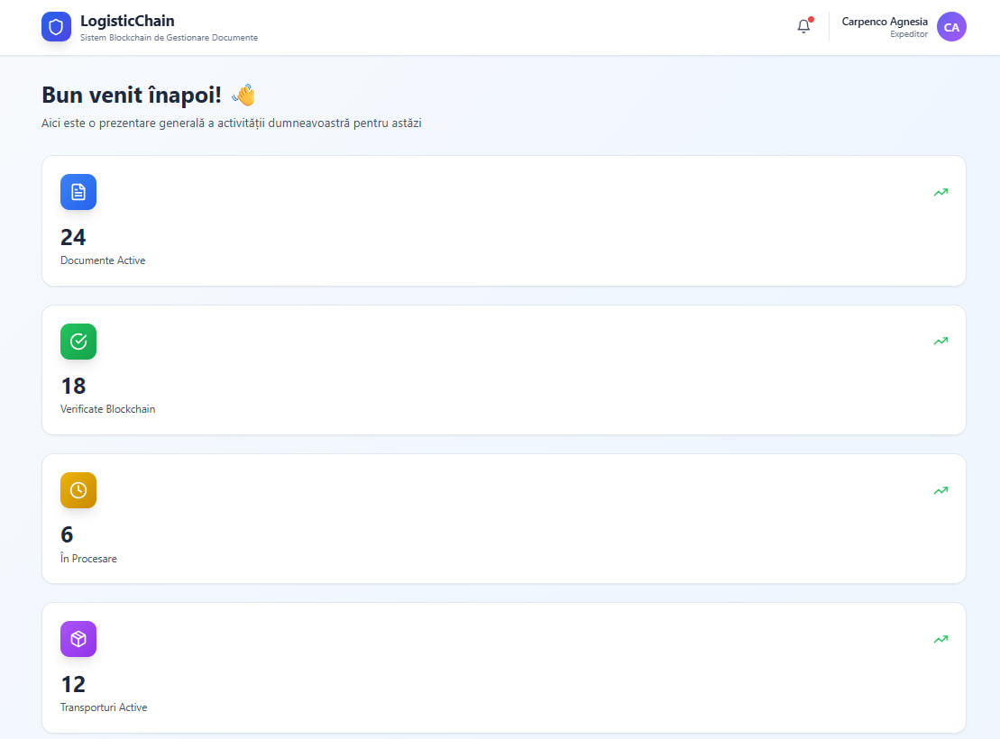 LogisticChain
Sistem Blockchain de Gestionare Documente
Carpenco Agnesia
Expeditor
CA
Bun venit înapoi! 👋
Aici este o prezentare generală a activității dumneavoastră pentru astăzi
24
Documente Active
18
Verificate Blockchain
6
În Procesare
12
Transporturi Active